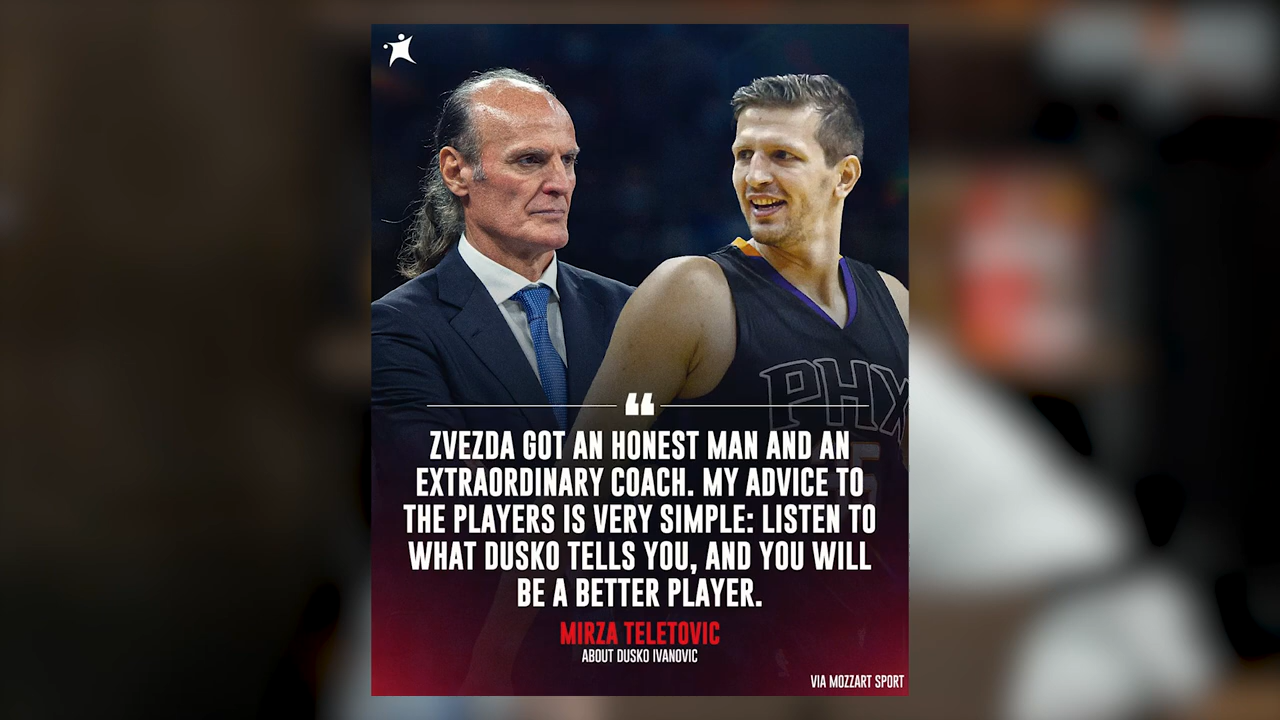 PHX
“
ZVEZDA GOT AN HONEST MAN AND AN
EXTRAORDINARY COACH. MY ADVICE TO
THE PLAYERS IS VERY SIMPLE: LISTEN TO
WHAT DUSKO TELLS YOU, AND YOU WILL
BE A BETTER PLAYER.
MIRZA TELETOVIC
ABOUT DUSKO IVANOVIC
VIA MOZZART SPORT